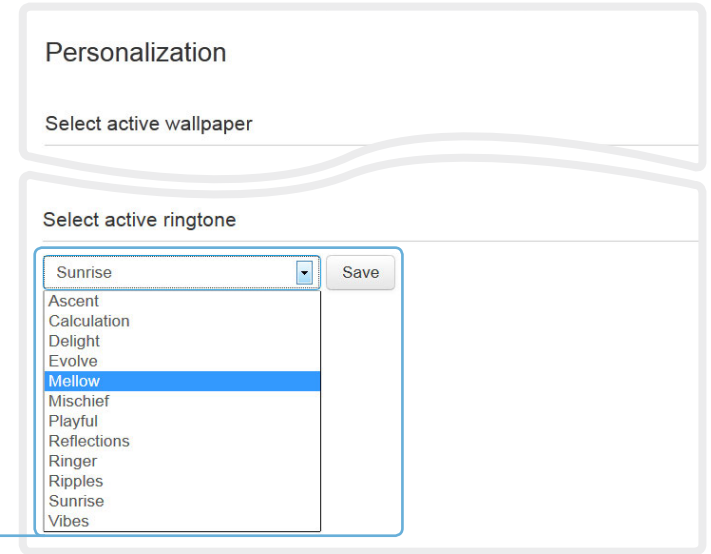 Personalization
Select active wallpaper
Select active ringtone
Sunrise
Save
Ascent
Calculation
Delight
Evolve
Mellow
Mischief
Playful
Reflections
Ringer
Ripples
Sunrise
Vibes